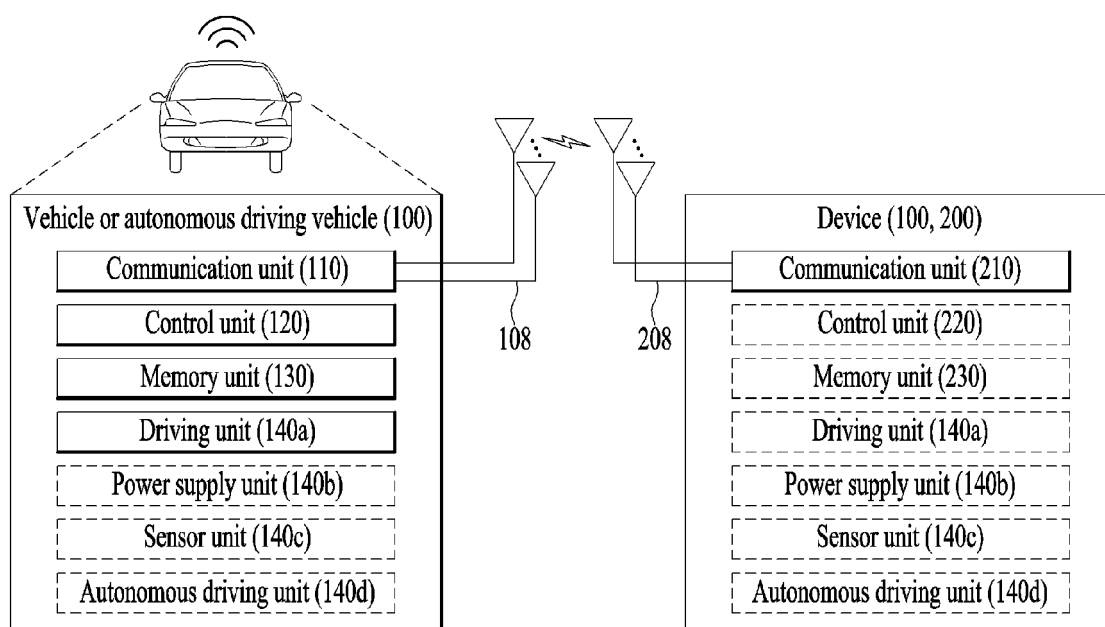 Vehicle or autonomous driving vehicle (100)
Communication unit (110)
Control unit (120)
Memory unit (130)
Driving unit (140a)
Power supply unit (140b)
Sensor unit (140c)
Autonomous driving unit (140d)
108
208
Device (100, 200)
Communication unit (210)
Control unit (220)
Memory unit (230)
Driving unit (140a)
Power supply unit (140b)
Sensor unit (140c)
Autonomous driving unit (140d)